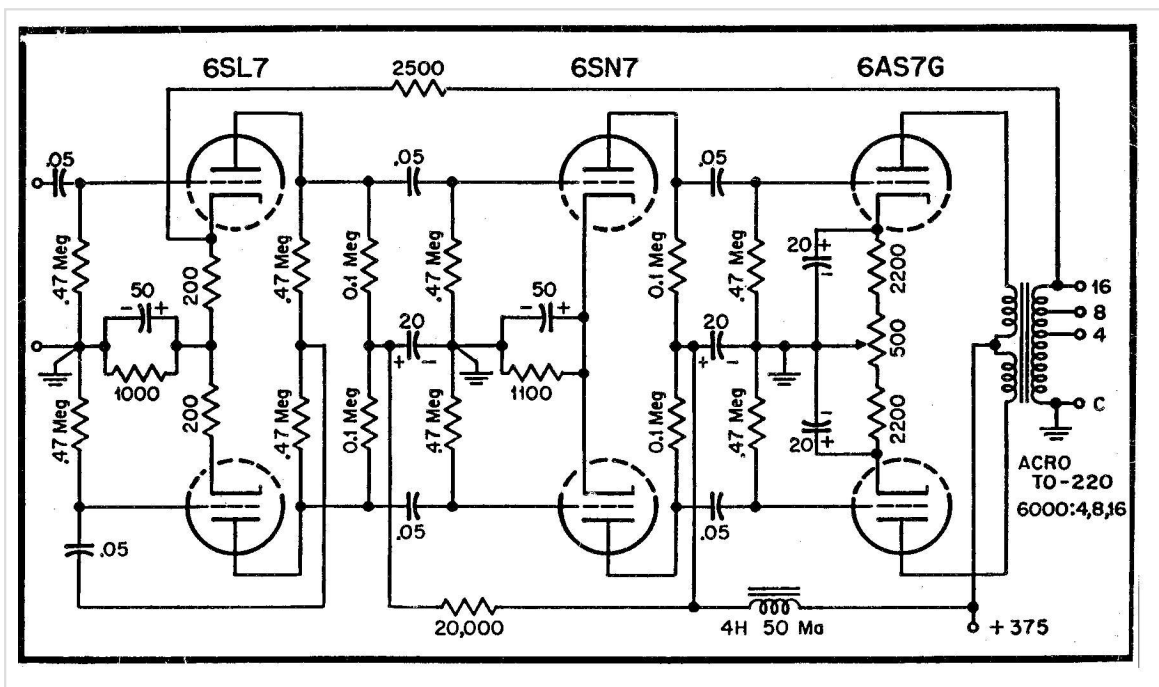 6SL7
2500
6SN7
6AS7G
.05
.05
.05
.47 Meg
200
.47 Meg
0.1 Meg
.47 Meg
0.1 Meg
.47 Meg
20 +
-
2200
- 50 +
1000
20
+ -
- 50 +
1100
20
+ -
500
16
8
4
C
.47 Meg
200
.47 Meg
0.1 Meg
.47 Meg
0.1 Meg
.47 Meg
-
20 +
2200
ACRO
TO-220
6000:4,8,16
.05
.05
.05
20,000
4H 50 Ma
+ 375